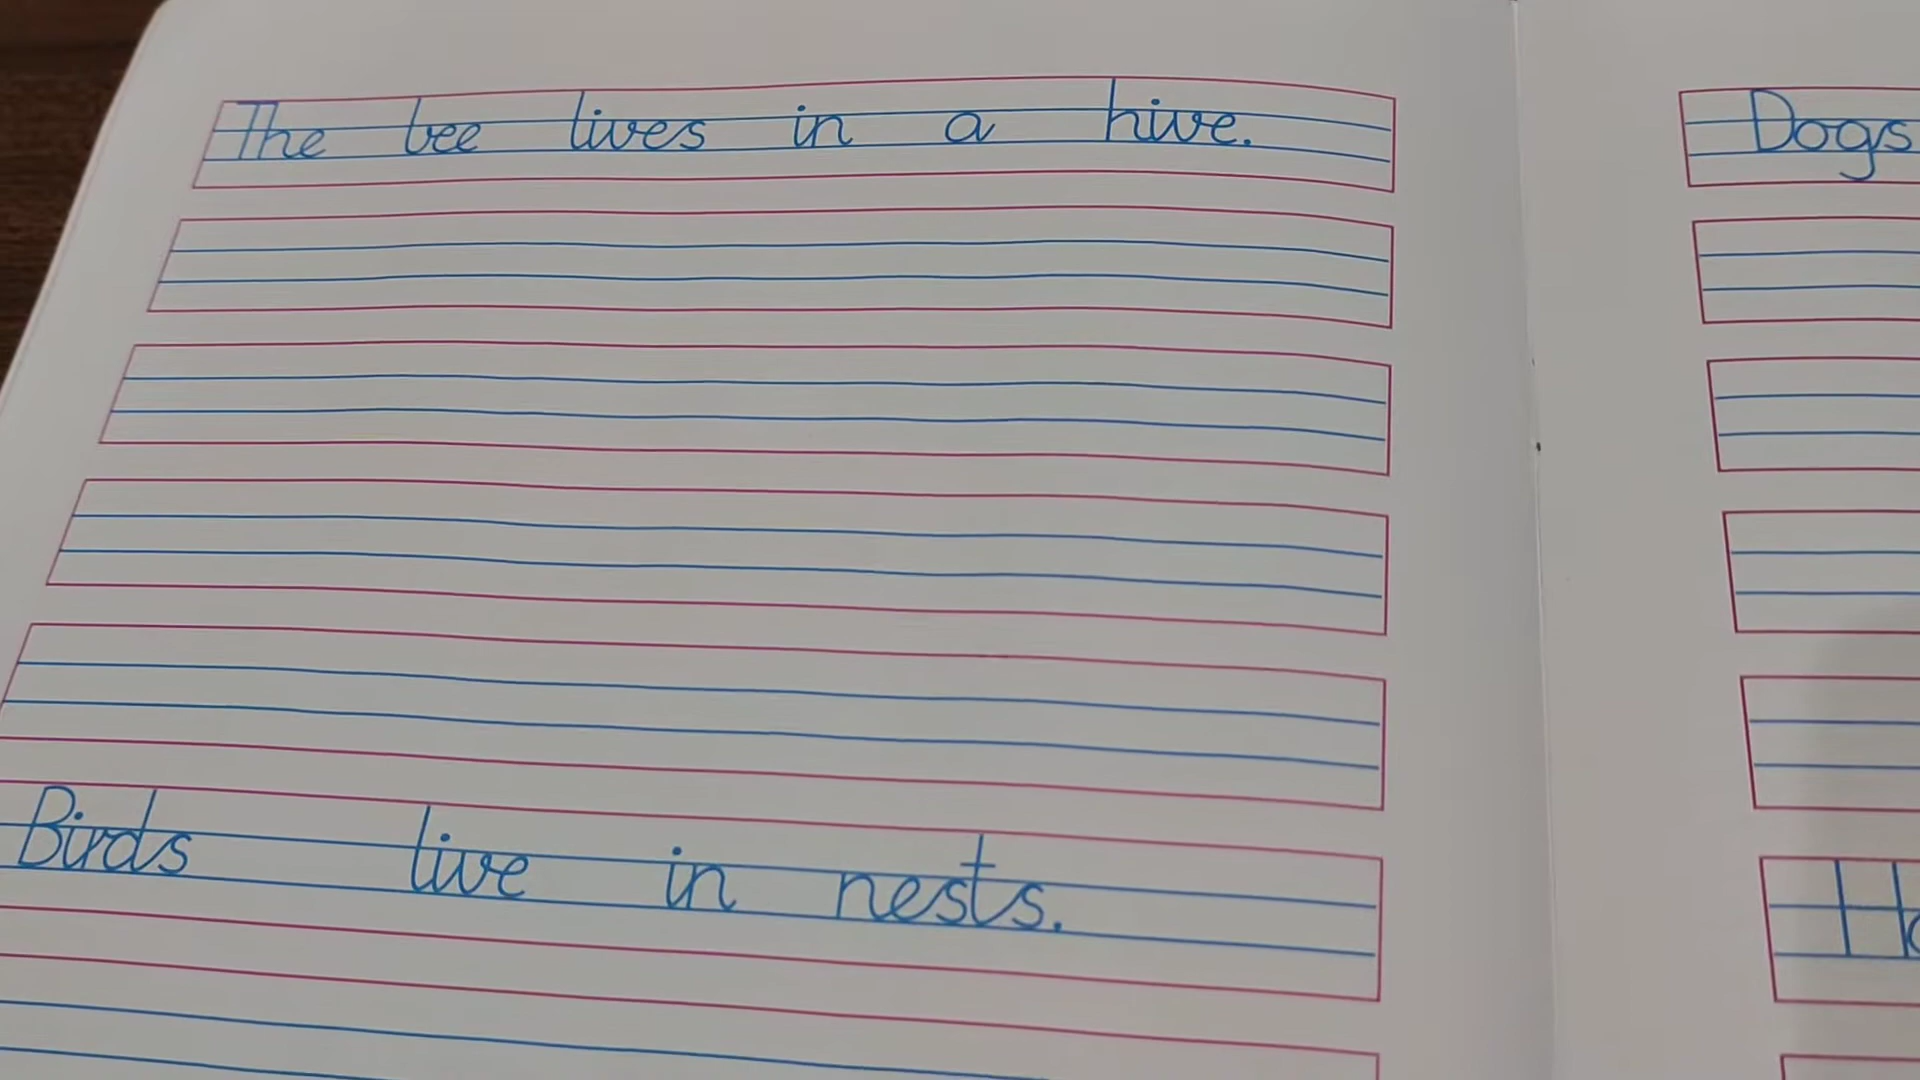 The bee lives in a hive.
Birds live in nests.
Dogs